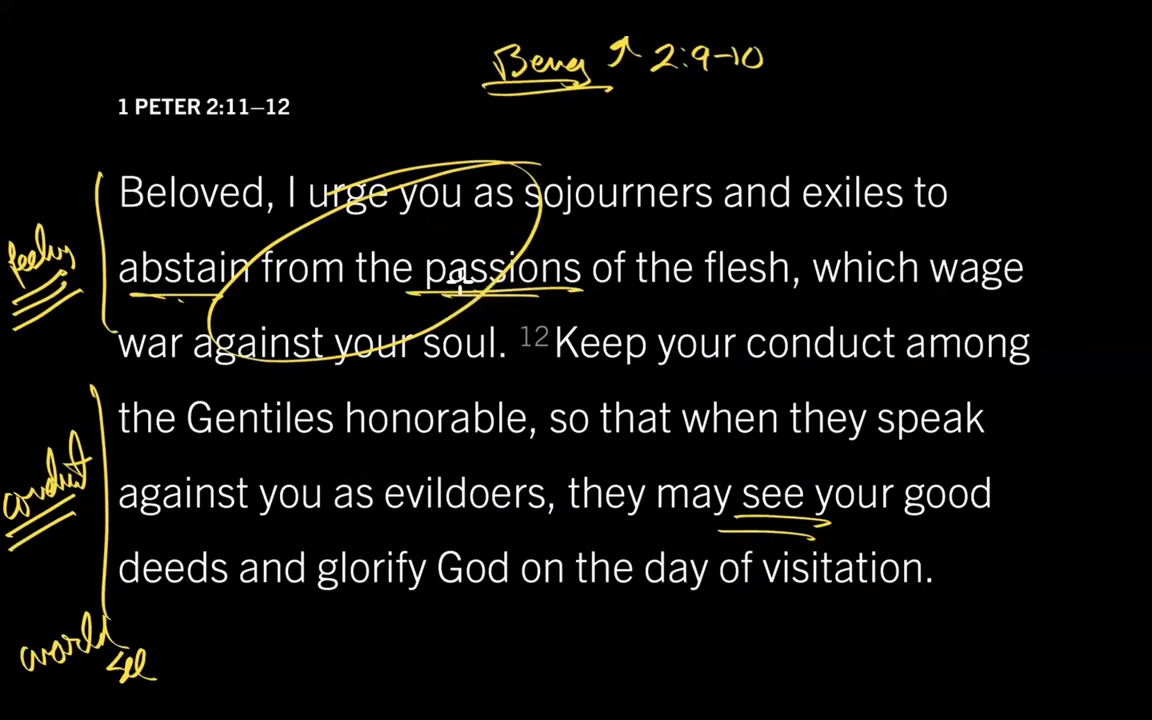 Being 2:9-10
1 PETER 2:11–12
Beloved, I urge you as sojourners and exiles to
feeling
abstain from the passions of the flesh, which wage
war against your soul. 12 Keep your conduct among
the Gentiles honorable, so that when they speak
conduct
against you as evildoers, they may see your good
deeds and glorify God on the day of visitation.
world
see